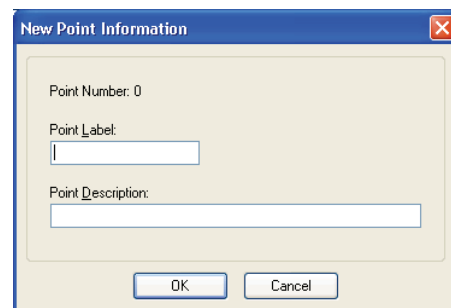 New Point Information
Point Number: 0
Point Label:
Point Description:
OK Cancel